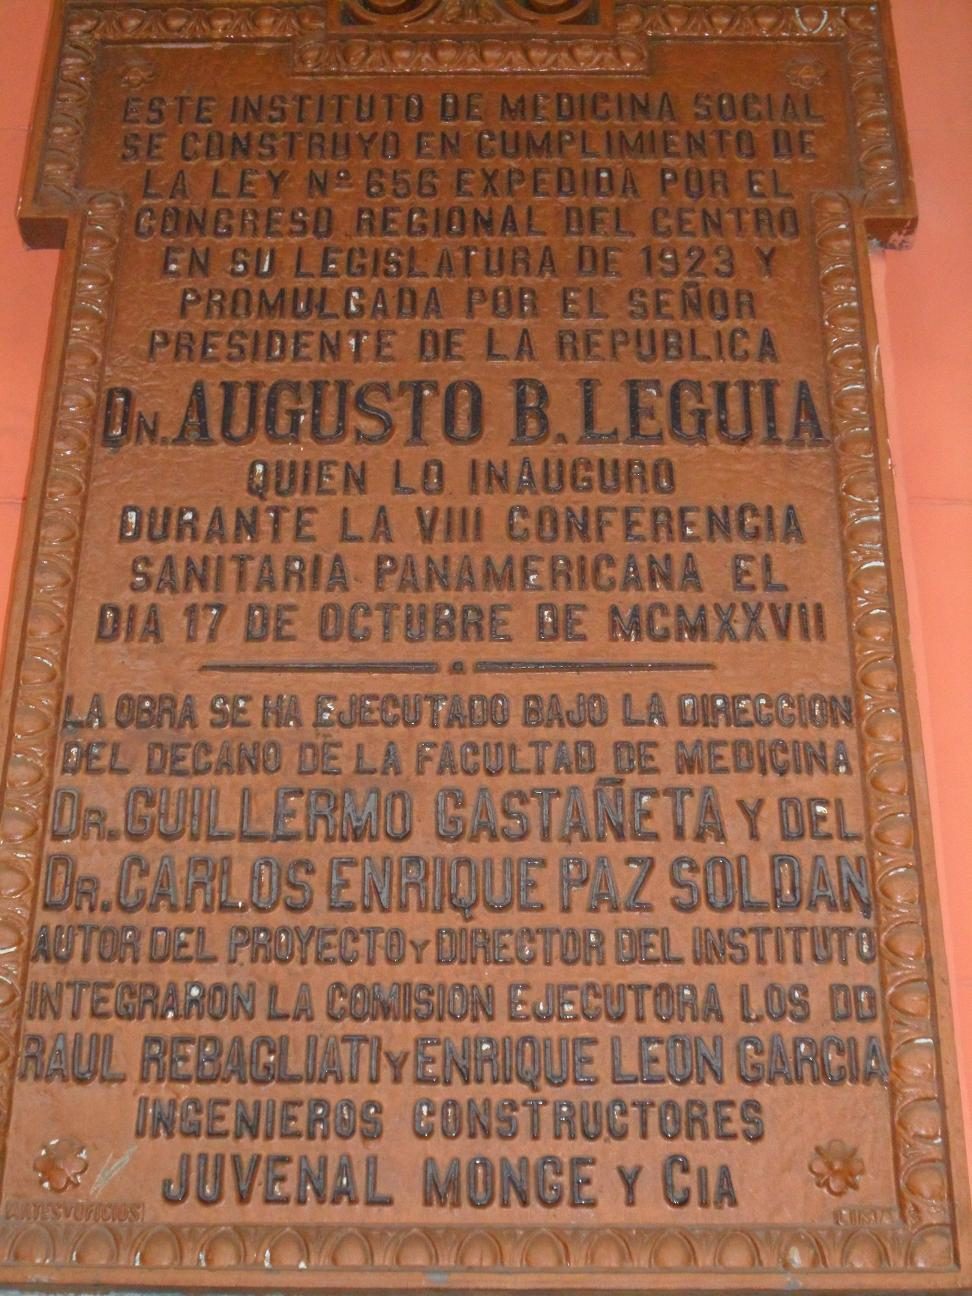 ESTE INSTITUTO DE MEDICINA SOCIAL
SE CONSTRUYO EN CUMPLIMIENTO DE
LA LEY Nº 656 EXPEDIDA POR EL
CONGRESO REGIONAL DEL CENTRO
EN SU LEGISLATURA DE 1923 Y
PROMULGADA POR EL SEÑOR
PRESIDENTE DE LA REPUBLICA
DN. AUGUSTO B. LEGUIA
QUIEN LO INAUGURO
DURANTE LA VIII CONFERENCIA
SANITARIA PANAMERICANA EL
DIA 17 DE OCTUBRE DE MCMXXVII
LA OBRA SE HA EJECUTADO BAJO LA DIRECCION
DEL DECANO DE LA FACULTAD DE MEDICINA
DR. GUILLERMO GASTAÑETA Y DEL
DR. CARLOS ENRIQUE PAZ SOLDAN
AUTOR DEL PROYECTO Y DIRECTOR DEL INSTITUTO
INTEGRARON LA COMISION EJECUTORA LOS DD
RAUL REBAGLIATI Y ENRIQUE LEON GARCIA
INGENIEROS CONSTRUCTORES
JUVENAL MONGE Y CIA
ARTES Y OFICIOS LIMA